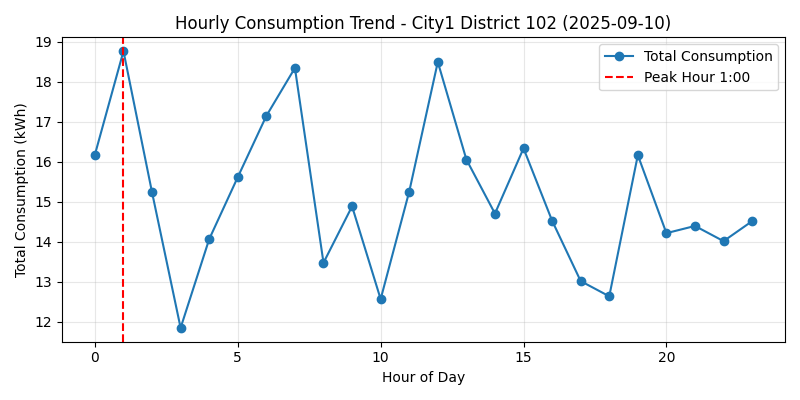 Hourly Consumption Trend - City1 District 102 (2025-09-10)
Total Consumption
Peak Hour 1:00
Total Consumption (kWh)
19
18
17
16
15
14
13
12
0 5 10 15 20
Hour of Day